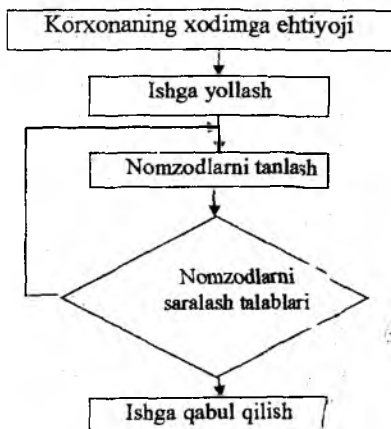 Korxonaning xodimga ehtiyoji
Ishga yollash
Nomzodlarni tanlash
Nomzodlarni
saralash talablari
Ishga qabul qilish